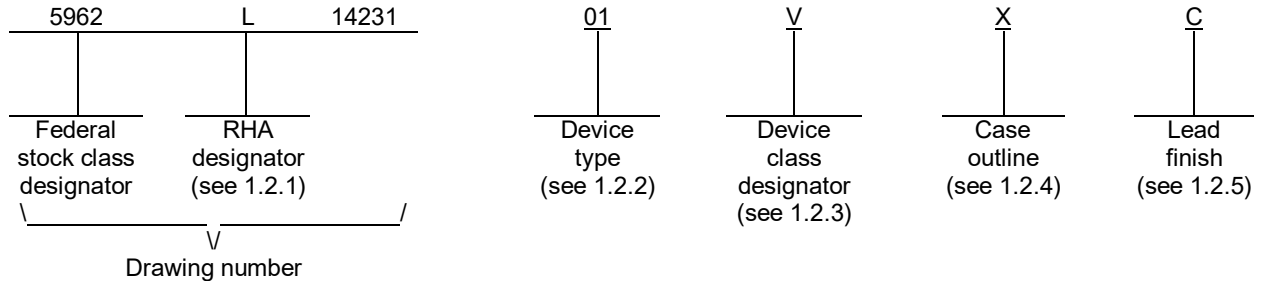 5962 L 14231 01 V X C
Federal stock class designator
RHA designator (see 1.2.1)
Device type (see 1.2.2)
Device class designator (see 1.2.3)
Case outline (see 1.2.4)
Lead finish (see 1.2.5)
\ /
\/
Drawing number